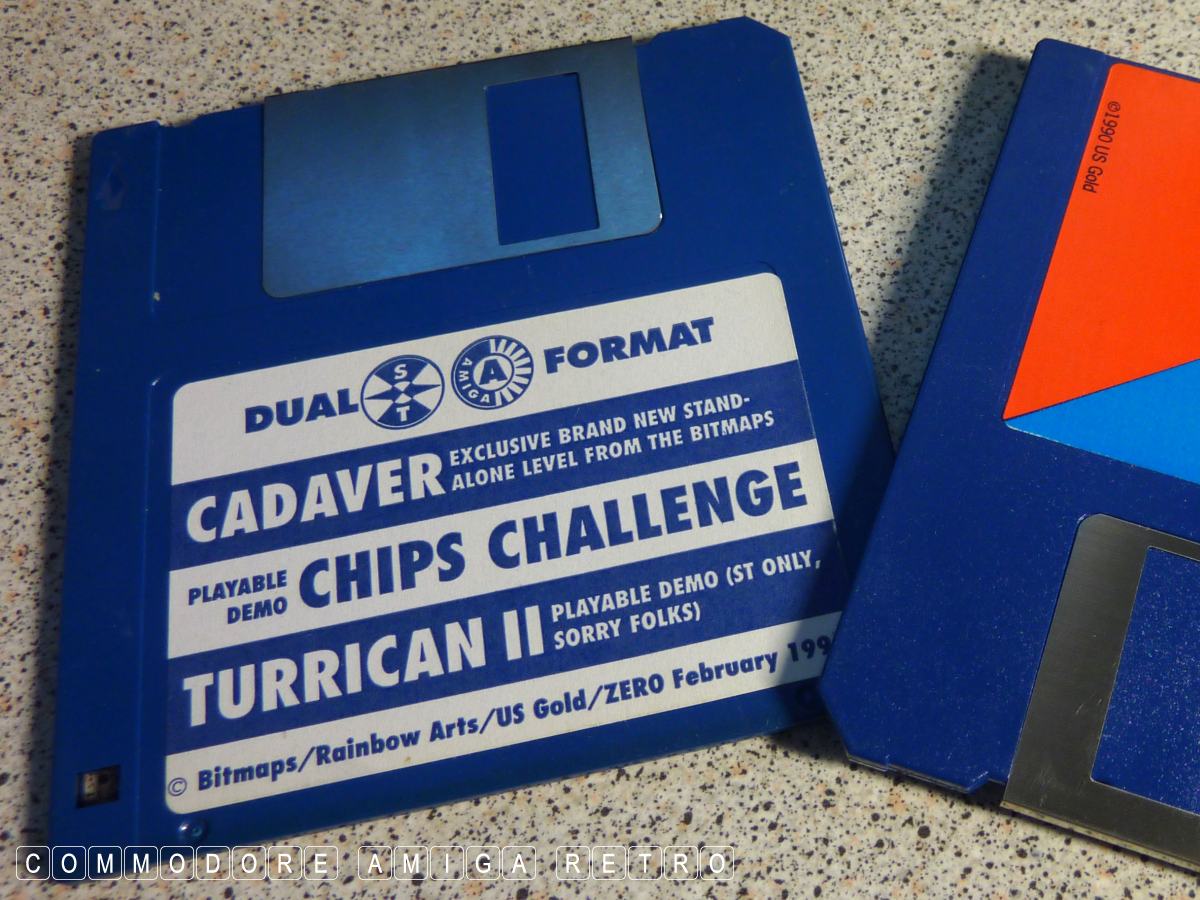 DUAL ST AMIGA A FORMAT
CADAVER EXCLUSIVE BRAND NEW STAND-
ALONE LEVEL FROM THE BITMAPS
PLAYABLE
DEMO CHIPS CHALLENGE
TURRICAN II PLAYABLE DEMO (ST ONLY,
SORRY FOLKS)
© Bitmaps/Rainbow Arts/US Gold/ZERO February
©1990 US Gold
COMMODORE AMIGA RETRO